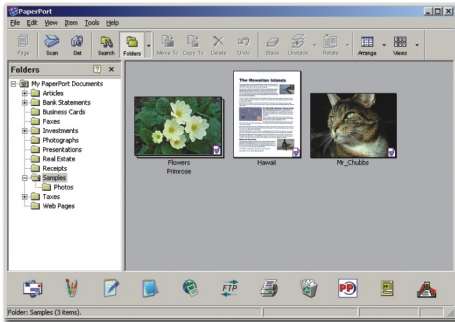 PaperPort
File Edit View Item Tools Help
Page Scan Get Search Folders Move To Copy To Delete Undo Stack Unstack Rotate Arrange Views
Folders
My PaperPort Documents
Articles
Bank Statements
Business Cards
Faxes
Investments
Photographs
Presentations
Real Estate
Receipts
Samples
Photos
Taxes
Web Pages
The Hawaiian Islands
Flowers
Primrose
Hawaii
Mr_Chubbs
FTP
PP
Folder: Samples (3 items).